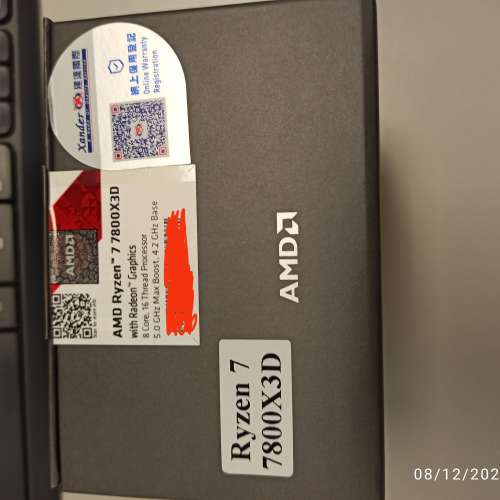 Xander
建達國際
網上保用登記
Online Warranty
Registration
AMD
AMD Ryzen™ 7 7800X3D
with Radeon™ Graphics
8 Core, 16 Thread Processor
5.0 GHz Max Boost, 4.2 GHz Base
AMD
Ryzen 7
7800X3D
08/12/202